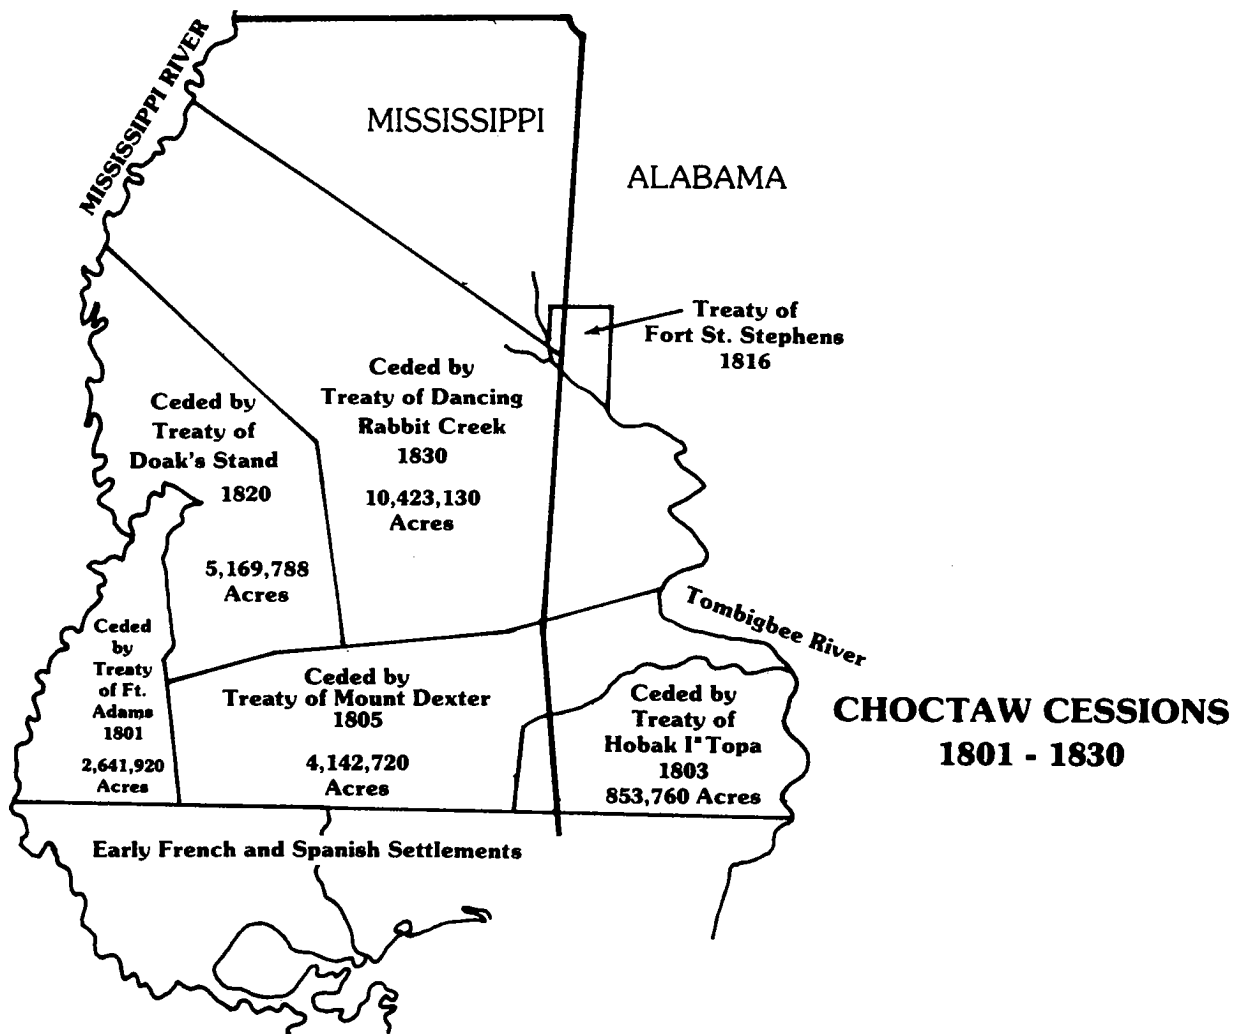 MISSISSIPPI RIVER
MISSISSIPPI
ALABAMA
Treaty of
Fort St. Stephens
1816
Ceded by
Treaty of Dancing
Rabbit Creek
1830
10,423,130
Acres
Ceded by
Treaty of
Doak's Stand
1820
5,169,788
Acres
Ceded
by
Treaty
of Ft.
Adams
1801
2,641,920
Acres
Ceded by
Treaty of Mount Dexter
1805
4,142,720
Acres
Tombigbee River
Ceded by
Treaty of
Hobak Iⁿ Topa
1803
853,760 Acres
CHOCTAW CESSIONS
1801 - 1830
Early French and Spanish Settlements